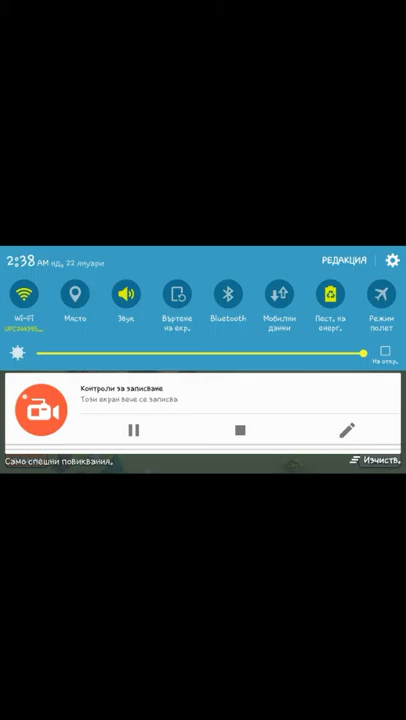 2:38 AM нд, 22 януари
РЕДАКЦИЯ
Wi-Fi
Място
Звук
Въртене на екр.
Bluetooth
Мобилни данни
Пест. на енерг.
Режим полет
На откр.
Контроли за записване
Този екран вече се записва
Само спешни повиквания.
Изчиств.